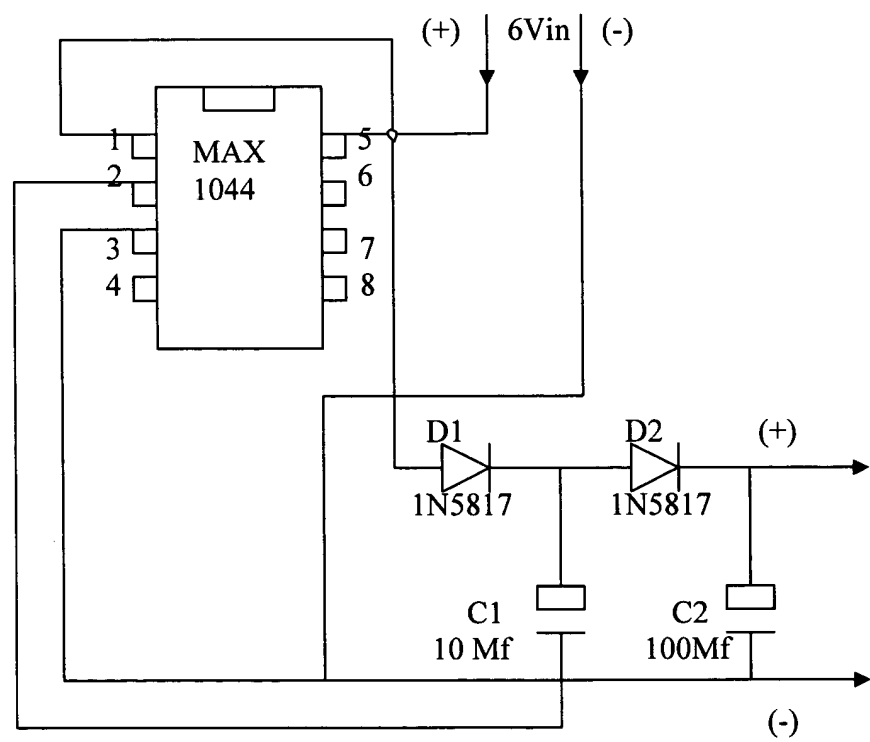 (+) 6Vin (-)
1
2
3
4
MAX
1044
5
6
7
8
D1
1N5817
D2
1N5817
(+)
C1
10 Mf
C2
100Mf
(-)